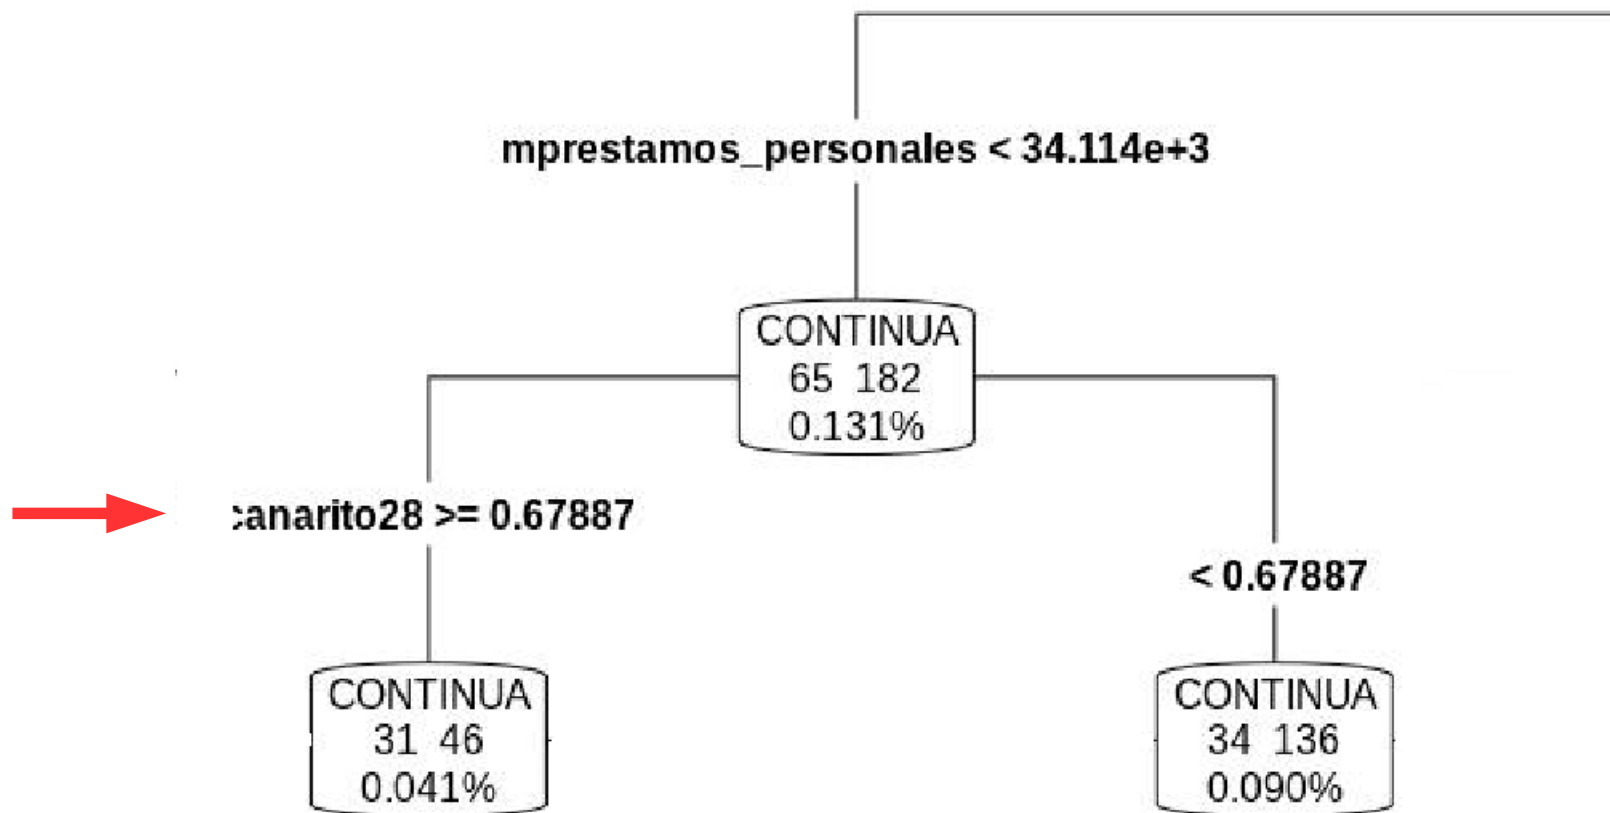 mprestamos_personales < 34.114e+3
CONTINUA
65 182
0.131%
canarito28 >= 0.67887
< 0.67887
CONTINUA
31 46
0.041%
CONTINUA
34 136
0.090%